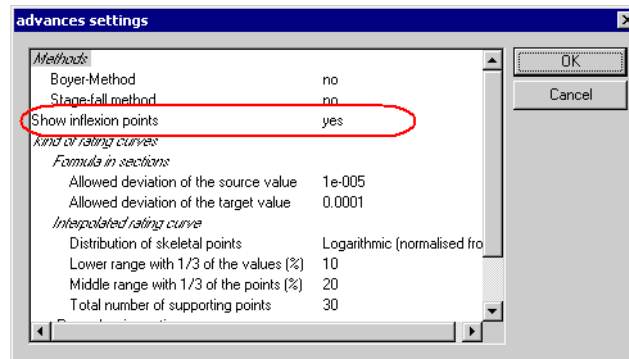 advances settings
Methods
Boyer-Method no
Stage-fall method no
Show inflexion points yes
kind of rating curves
Formula in sections
Allowed deviation of the source value 1e-005
Allowed deviation of the target value 0.0001
Interpolated rating curve
Distribution of skeletal points Logarithmic (normalised fro
Lower range with 1/3 of the values (%) 10
Middle range with 1/3 of the points (%) 20
Total number of supporting points 30
OK
Cancel